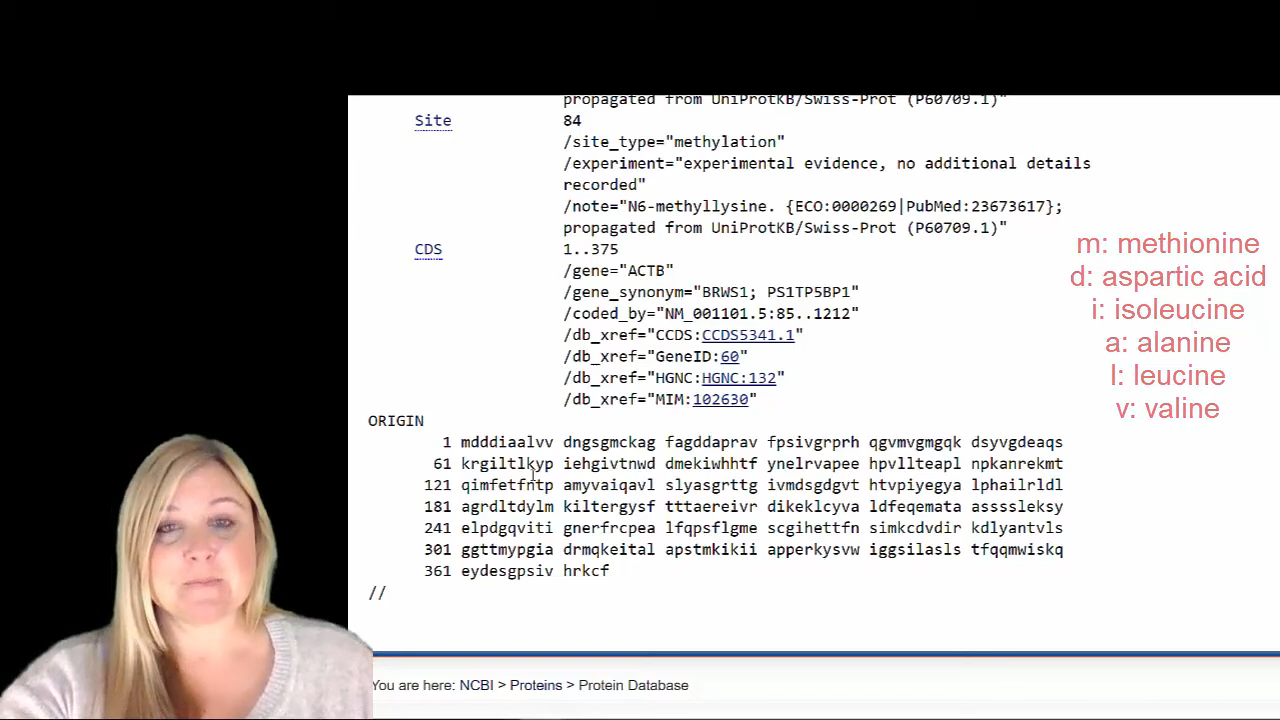 propagated from UniProtKB/Swiss-Prot (P60709.1)"
Site 84
/site_type="methylation"
/experiment="experimental evidence, no additional details
recorded"
/note="N6-methyllysine. {ECO:0000269|PubMed:23673617};
propagated from UniProtKB/Swiss-Prot (P60709.1)"
CDS 1..375
/gene="ACTB"
/gene_synonym="BRWS1; PS1TP5BP1"
/coded_by="NM_001101.5:85..1212"
/db_xref="CCDS:CCDS5341.1"
/db_xref="GeneID:60"
/db_xref="HGNC:HGNC:132"
/db_xref="MIM:102630"
ORIGIN
1 mdddiaalvv dngsgmckag fagddaprav fpsivgrprh qgvmvgmgqk dsyvgdeaqs
61 krgiltlkyp iehgivtnwd dmekiwhhtf ynelrvapee hpvllteapl npkanrekmt
121 qimfetfntp amyvaiqavl slyasgrttg ivmdsgdgvt htvpiyegya lphailrldl
181 agrdltdylm kiltergysf tttaereivr dikeklcyva ldfeqemata assssleksy
241 elpdgqviti gnerfrcpea lfqpsflgme scgihettfn simkcdvdir kdlyantvls
301 ggttmypgia drmqkeital apstmkikii apperkysvw iggsilasls tfqqmwiskq
361 eydesgpsiv hrkcf
//
You are here: NCBI > Proteins > Protein Database
m: methionine
d: aspartic acid
i: isoleucine
a: alanine
l: leucine
v: valine